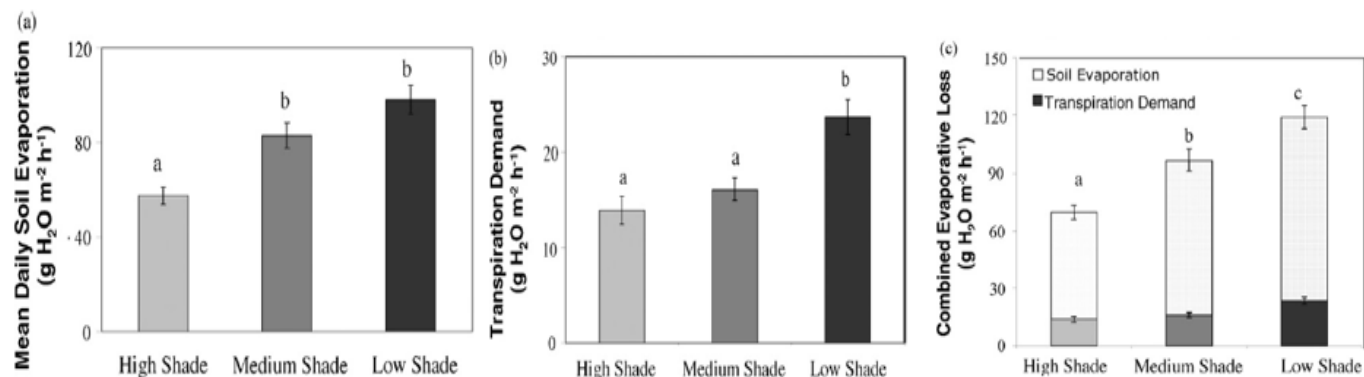 (a)
Mean Daily Soil Evaporation
(g H₂O m⁻² h⁻¹)
120
80
40
0
a
b
b
High Shade Medium Shade Low Shade
(b)
Transpiration Demand
(g H₂O m⁻² h⁻¹)
30
20
10
0
a
a
b
High Shade Medium Shade Low Shade
(c)
Combined Evaporative Loss
(g H₂O m⁻² h⁻¹)
150
120
90
60
30
0
Soil Evaporation
Transpiration Demand
a
b
c
High Shade Medium Shade Low Shade